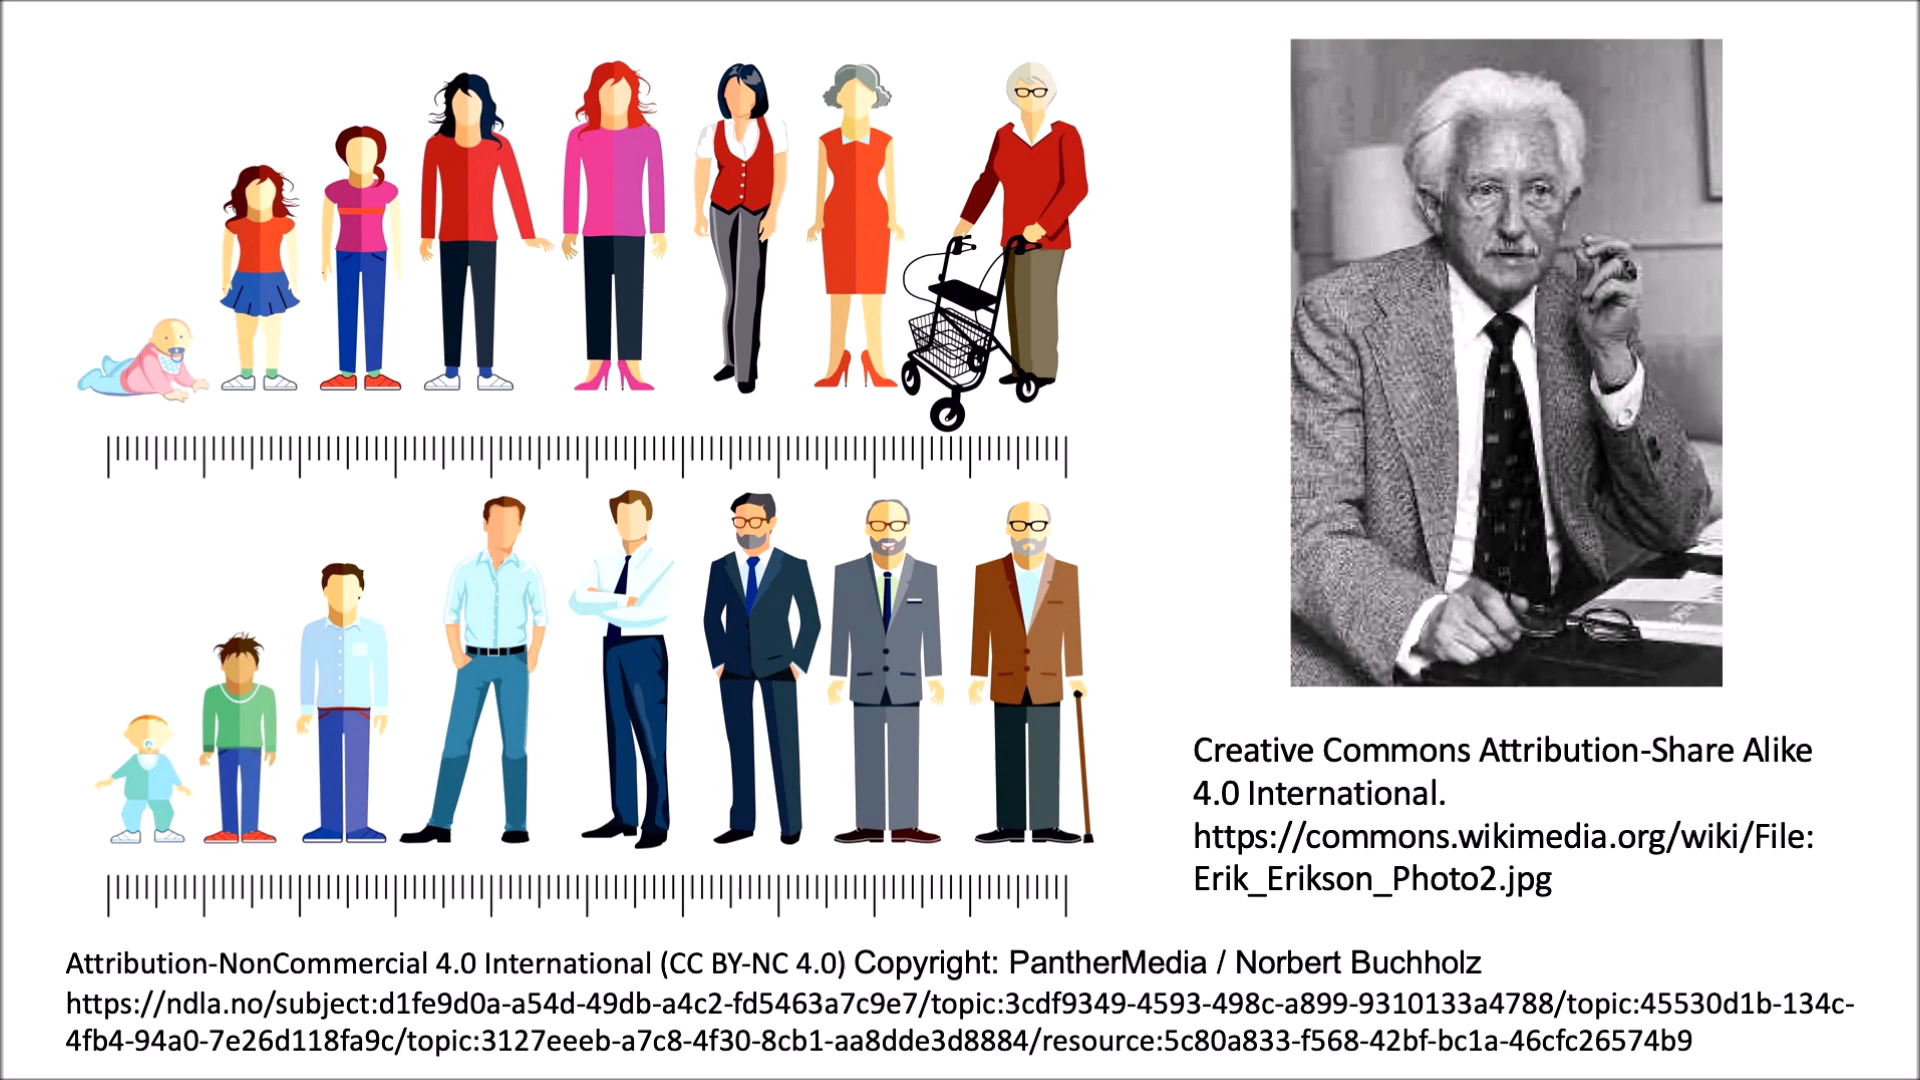 Creative Commons Attribution-Share Alike
4.0 International.
https://commons.wikimedia.org/wiki/File:
Erik_Erikson_Photo2.jpg
Attribution-NonCommercial 4.0 International (CC BY-NC 4.0) Copyright: PantherMedia / Norbert Buchholz
https://ndla.no/subject:d1fe9d0a-a54d-49db-a4c2-fd5463a7c9e7/topic:3cdf9349-4593-498c-a899-9310133a4788/topic:45530d1b-134c-
4fb4-94a0-7e26d118fa9c/topic:3127eeeb-a7c8-4f30-8cb1-aa8dde3d8884/resource:5c80a833-f568-42bf-bc1a-46cfc26574b9